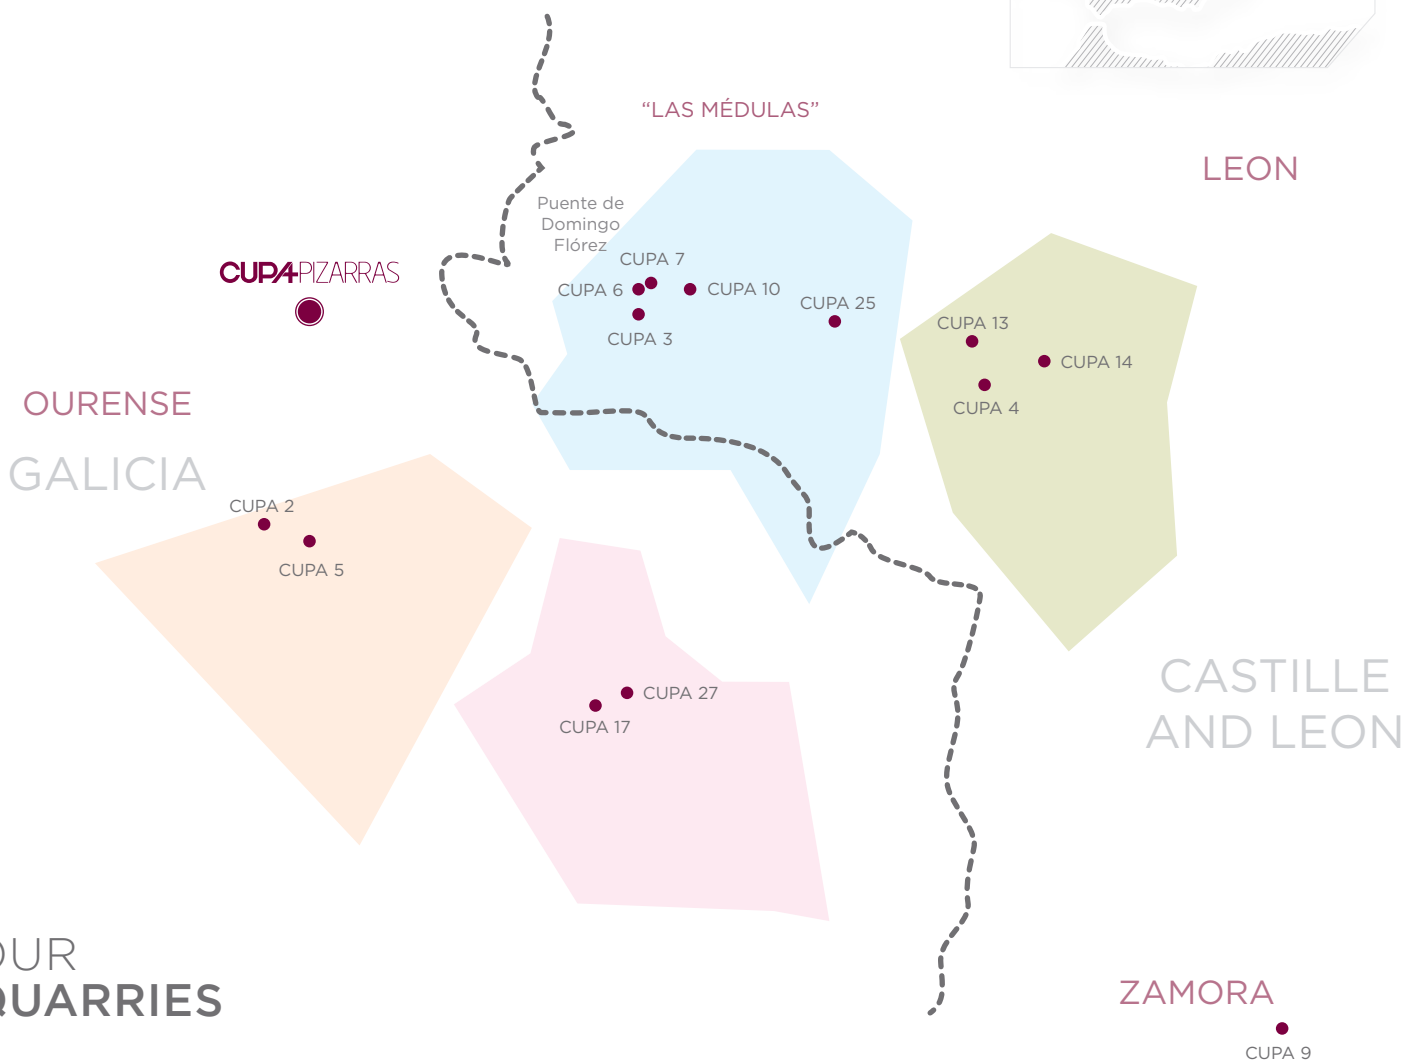 “LAS MÉDULAS”
LEON
Puente de
Domingo
Flórez
CUPA 7
CUPAPIZARRAS
CUPA 6
CUPA 10
CUPA 25
CUPA 3
CUPA 13
CUPA 14
CUPA 4
OURENSE
GALICIA
CUPA 2
CUPA 5
CASTILLE
AND LEON
CUPA 27
CUPA 17
OUR
QUARRIES
ZAMORA
CUPA 9